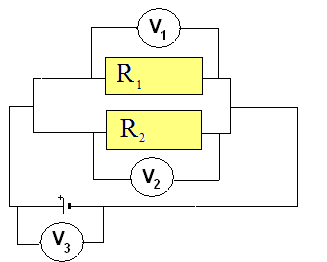 V₁
R₁
R₂
V₂
+
V₃